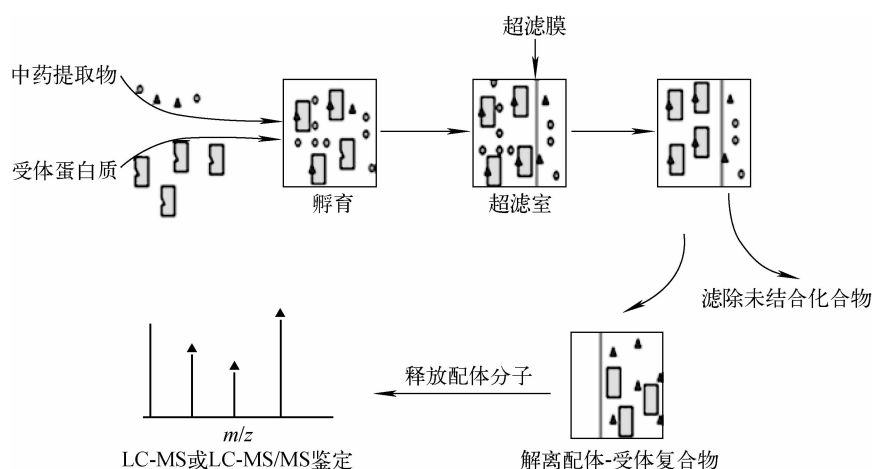 超滤膜
中药提取物
受体蛋白质
孵育
超滤室
滤除未结合化合物
释放配体分子
m/z
LC-MS或LC-MS/MS鉴定
解离配体-受体复合物